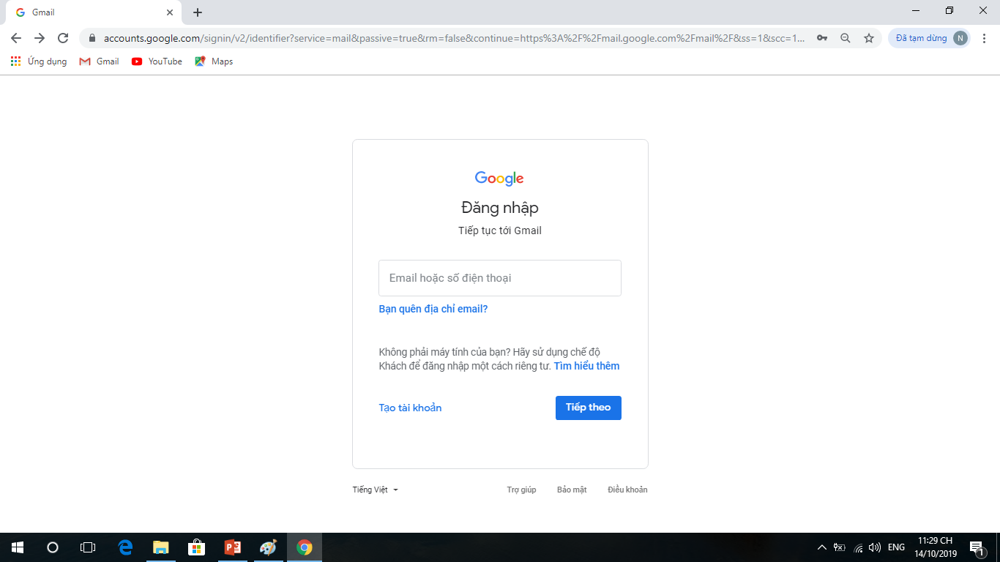 Gmail
accounts.google.com/signin/v2/identifier?service=mail&passive=true&rm=false&continue=https%3A%2F%2Fmail.google.com%2Fmail%2F&ss=1&scc=1...
Đã tạm dừng
N
Ứng dụng
Gmail
YouTube
Maps
Google
Đăng nhập
Tiếp tục tới Gmail
Email hoặc số điện thoại
Bạn quên địa chỉ email?
Không phải máy tính của bạn? Hãy sử dụng chế độ
Khách để đăng nhập một cách riêng tư. Tìm hiểu thêm
Tạo tài khoản
Tiếp theo
Tiếng Việt
Trợ giúp
Bảo mật
Điều khoản
ENG
11:29 CH
14/10/2019
1